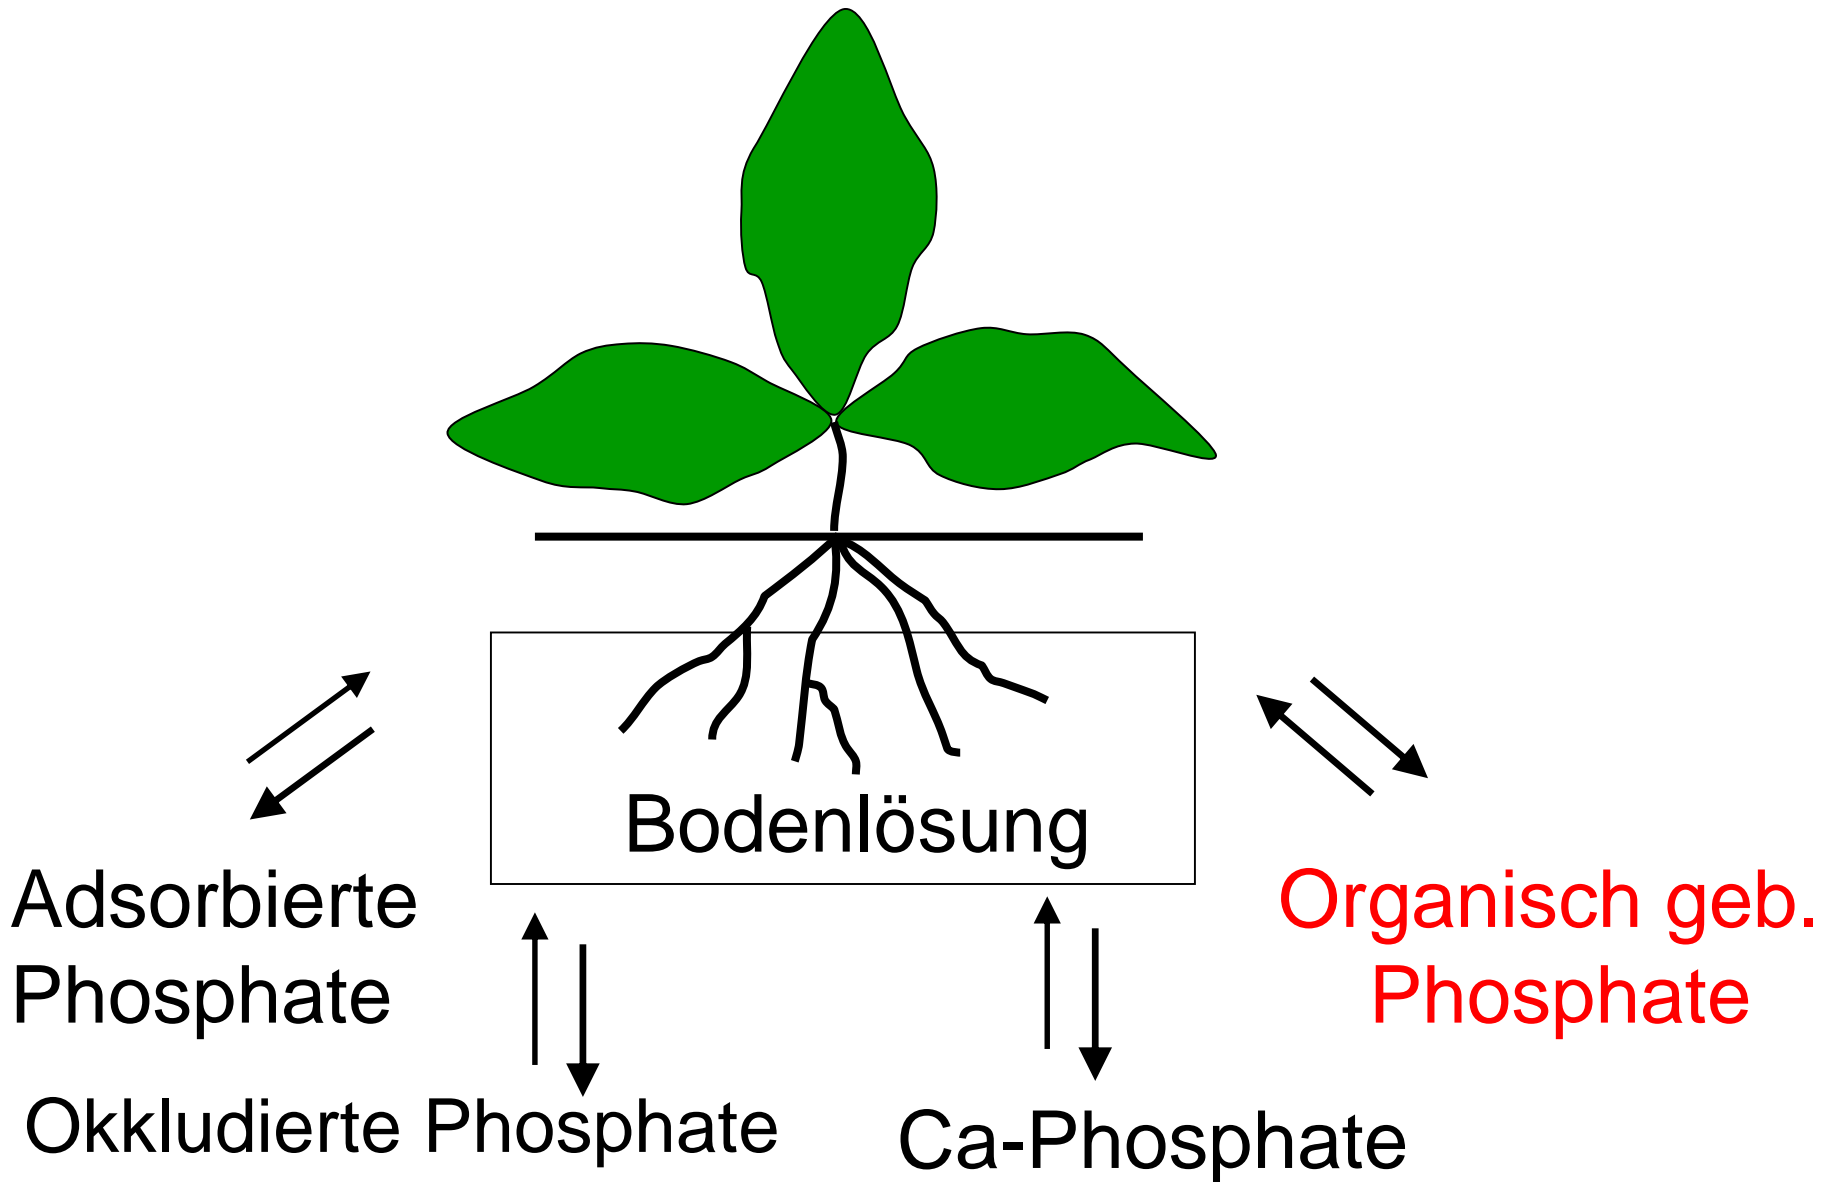 Bodenlösung
Adsorbierte
Phosphate
Organisch geb.
Phosphate
Okkludierte Phosphate
Ca-Phosphate